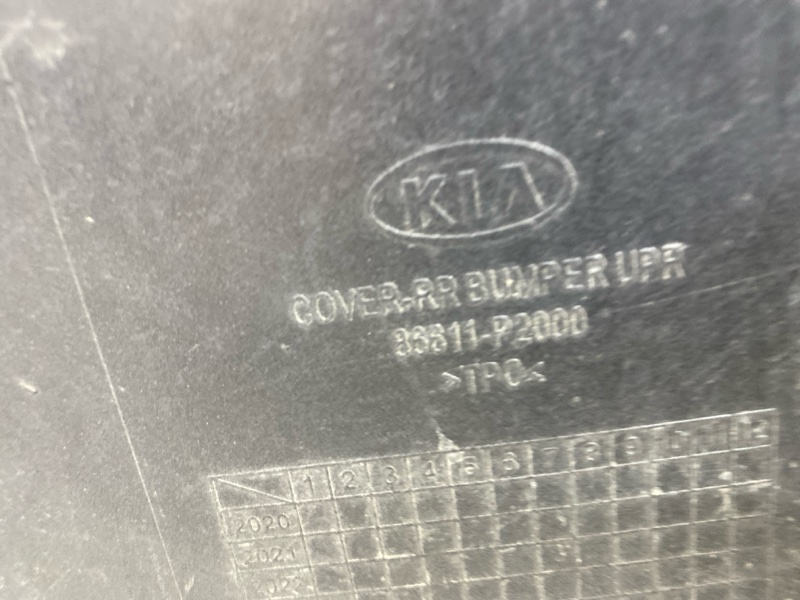 KIA
COVER-RR BUMPER UPR
86611-P2000
>TPO<
1 2 3 4 5 6 7 8 9 10 11 12
2020
2021
2022